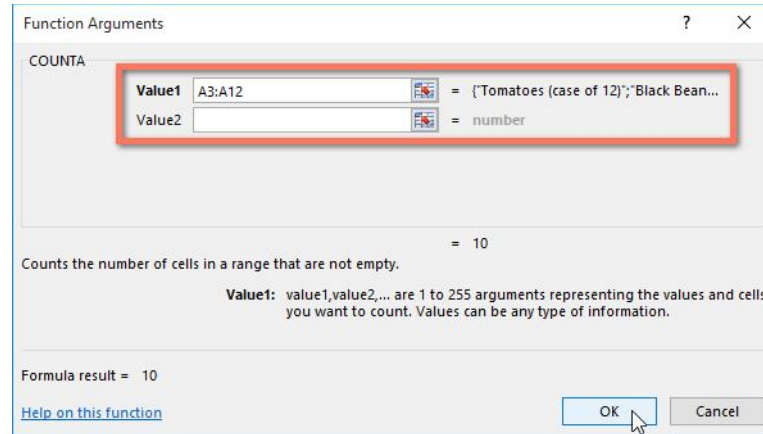 Function Arguments ? X
COUNTA
Value1 A3:A12 = {"Tomatoes (case of 12)";"Black Bean...
Value2 = number
= 10
Counts the number of cells in a range that are not empty.
Value1: value1,value2,... are 1 to 255 arguments representing the values and cells
you want to count. Values can be any type of information.
Formula result = 10
Help on this function
OK Cancel